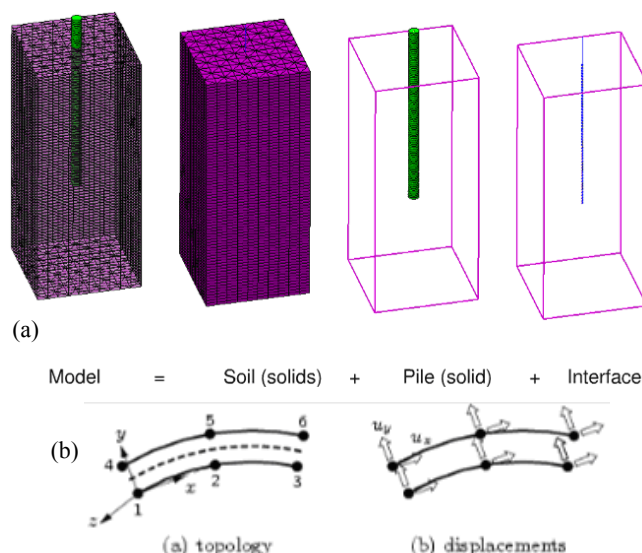 (a)
Model = Soil (solids) + Pile (solid) + Interface
(b)
y
5
6
4
x
1
2
3
z
u_y
u_x
(a) topology
(b) displacements